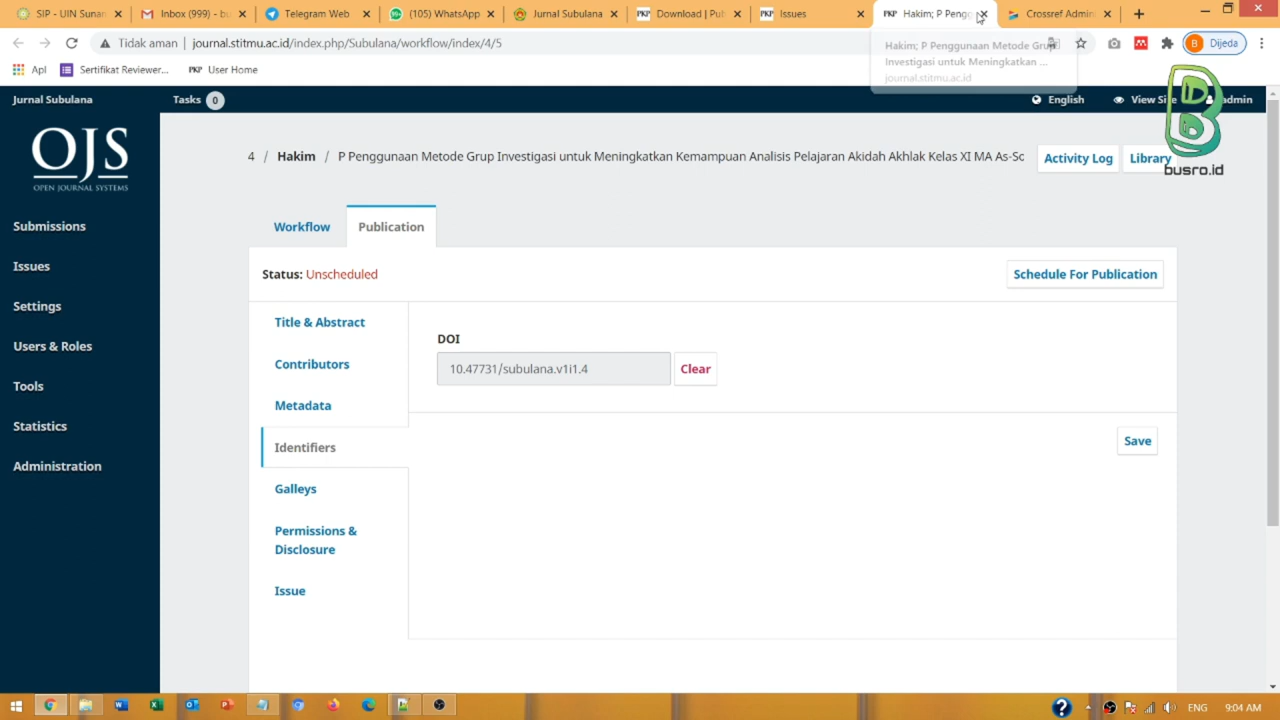 SIP - UIN Sunan
Inbox (999) - bu
Telegram Web
(105) WhatsApp
Jurnal Subulana
PKP Download | Pub
PKP Issues
PKP Hakim; P Pengg
Crossref Admin
Tidak aman | journal.stitmu.ac.id/index.php/Subulana/workflow/index/4/5
B Dijeda
Hakim; P Penggunaan Metode Grup
Investigasi untuk Meningkatkan ...
journal.stitmu.ac.id
Apl
Sertifikat Reviewer...
PKP User Home
Jurnal Subulana
Tasks 0
English
View Site
admin
busro.id
OJS
OPEN JOURNAL SYSTEMS
4 / Hakim / P Penggunaan Metode Grup Investigasi untuk Meningkatkan Kemampuan Analisis Pelajaran Akidah Akhlak Kelas XI MA As-Sc
Activity Log
Library
Submissions
Issues
Settings
Users & Roles
Tools
Statistics
Administration
Workflow
Publication
Status: Unscheduled
Schedule For Publication
Title & Abstract
Contributors
Metadata
Identifiers
Galleys
Permissions &
Disclosure
Issue
DOI
10.47731/subulana.v1i1.4
Clear
Save
ENG
9:04 AM